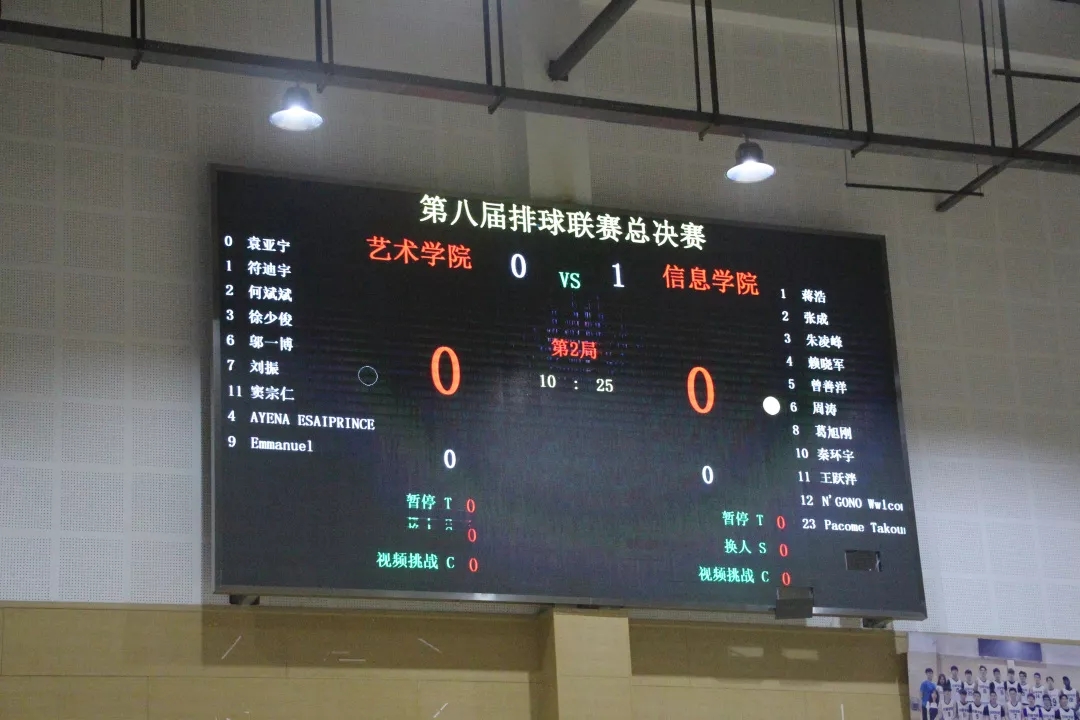 第八届排球联赛总决赛
艺术学院 0 VS 1 信息学院
0 袁亚宁
1 符迪宇
2 何斌斌
3 徐少俊
6 邬一博
7 刘振
11 窦宗仁
4 AYENA ESAIPRINCE
9 Emmanuel
第2局
10 : 25
0 0
0 0
暂停 T 0
0
视频挑战 C 0
1 蒋浩
2 张成
3 朱凌峰
4 赖晓军
5 曾善洋
6 周涛
8 葛旭刚
10 秦环宇
11 王跃泮
12 N'GONO Wwlcou
23 Pacome Takou
暂停 T 0
换人 S 0
视频挑战 C 0